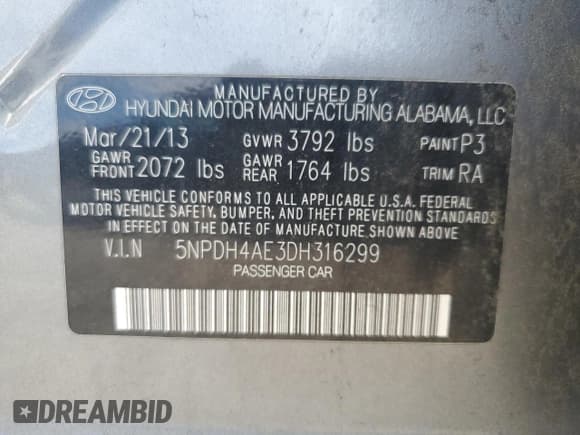 MANUFACTURED BY
HYUNDAI MOTOR MANUFACTURING ALABAMA, LLC
Mar/21/13 GVWR 3792 lbs PAINT P3
GAWR FRONT 2072 lbs GAWR REAR 1764 lbs TRIM RA
THIS VEHICLE CONFORMS TO ALL APPLICABLE U.S.A. FEDERAL
MOTOR VEHICLE SAFETY, BUMPER, AND THEFT PREVENTION STANDARDS
IN EFFECT ON THE DATE OF MANUFACTURE SHOWN ABOVE
V.I.N 5NPDH4AE3DH316299
PASSENGER CAR
DREAMBID